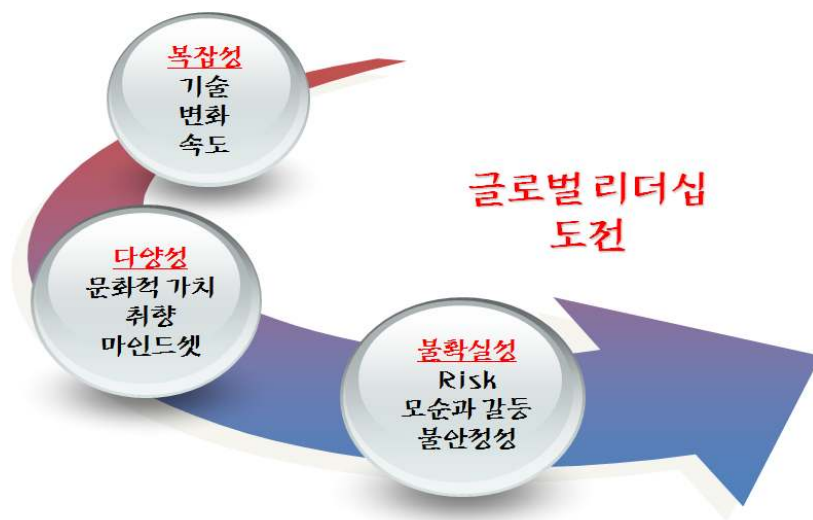 복잡성
기술
변화
속도
글로벌 리더십
도전
다양성
문화적 가치
취향
마인드셋
불확실성
Risk
모순과 갈등
불안정성